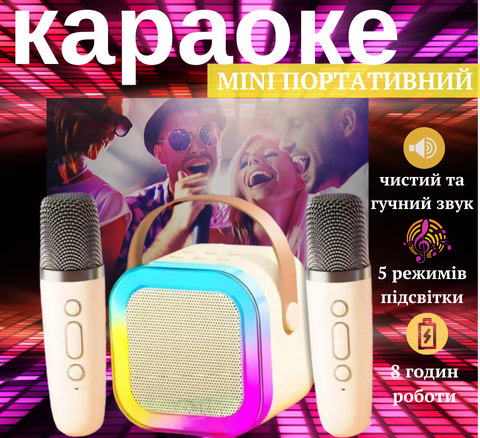 караоке
MINI ПОРТАТИВНИЙ
чистий та
гучний звук
5 режимів
підсвітки
8 годин
роботи